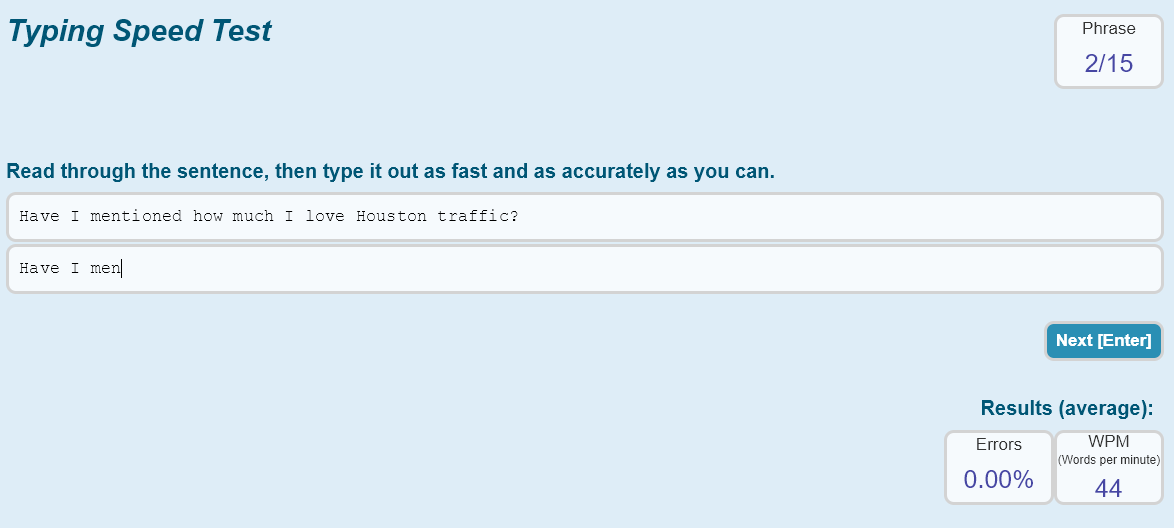 Typing Speed Test
Phrase
2/15
Read through the sentence, then type it out as fast and as accurately as you can.
Have I mentioned how much I love Houston traffic?
Have I men
Next [Enter]
Results (average):
Errors
0.00%
WPM
(Words per minute)
44